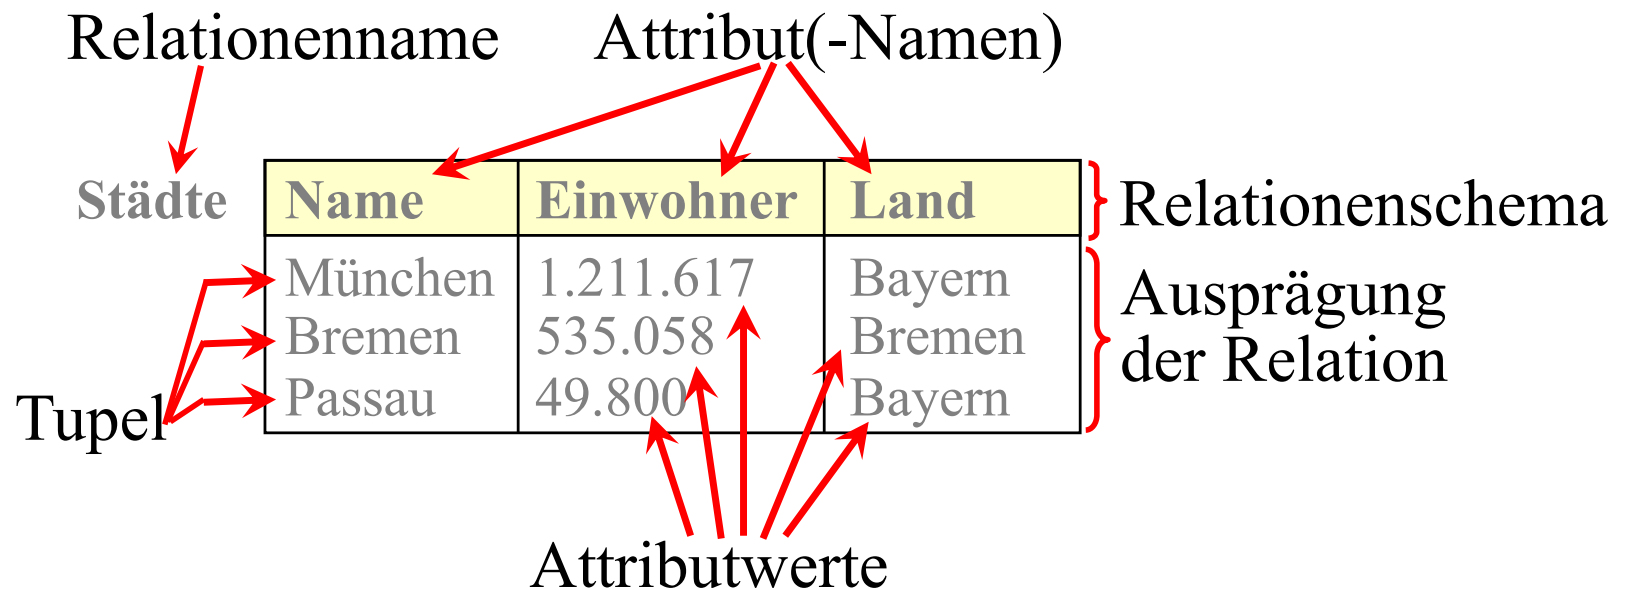 Relationenname Attribut(-Namen)
Städte Name Einwohner Land Relationenschema
München 1.211.617 Bayern
Bremen 535.058 Bremen
Passau 49.800 Bayern
Ausprägung
der Relation
Tupel
Attributwerte